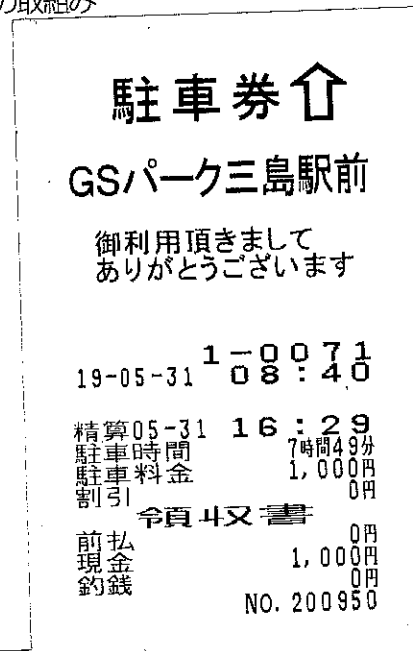 の取組み
駐車券⇧
GSパーク三島駅前
御利用頂きまして
ありがとうございます
1-0071
19-05-31 08:40
精算05-31 16:29
駐車時間 7時間49分
駐車料金 1,000円
割引 0円
領収書
前払 0円
現金 1,000円
釣銭 0円
NO.200950